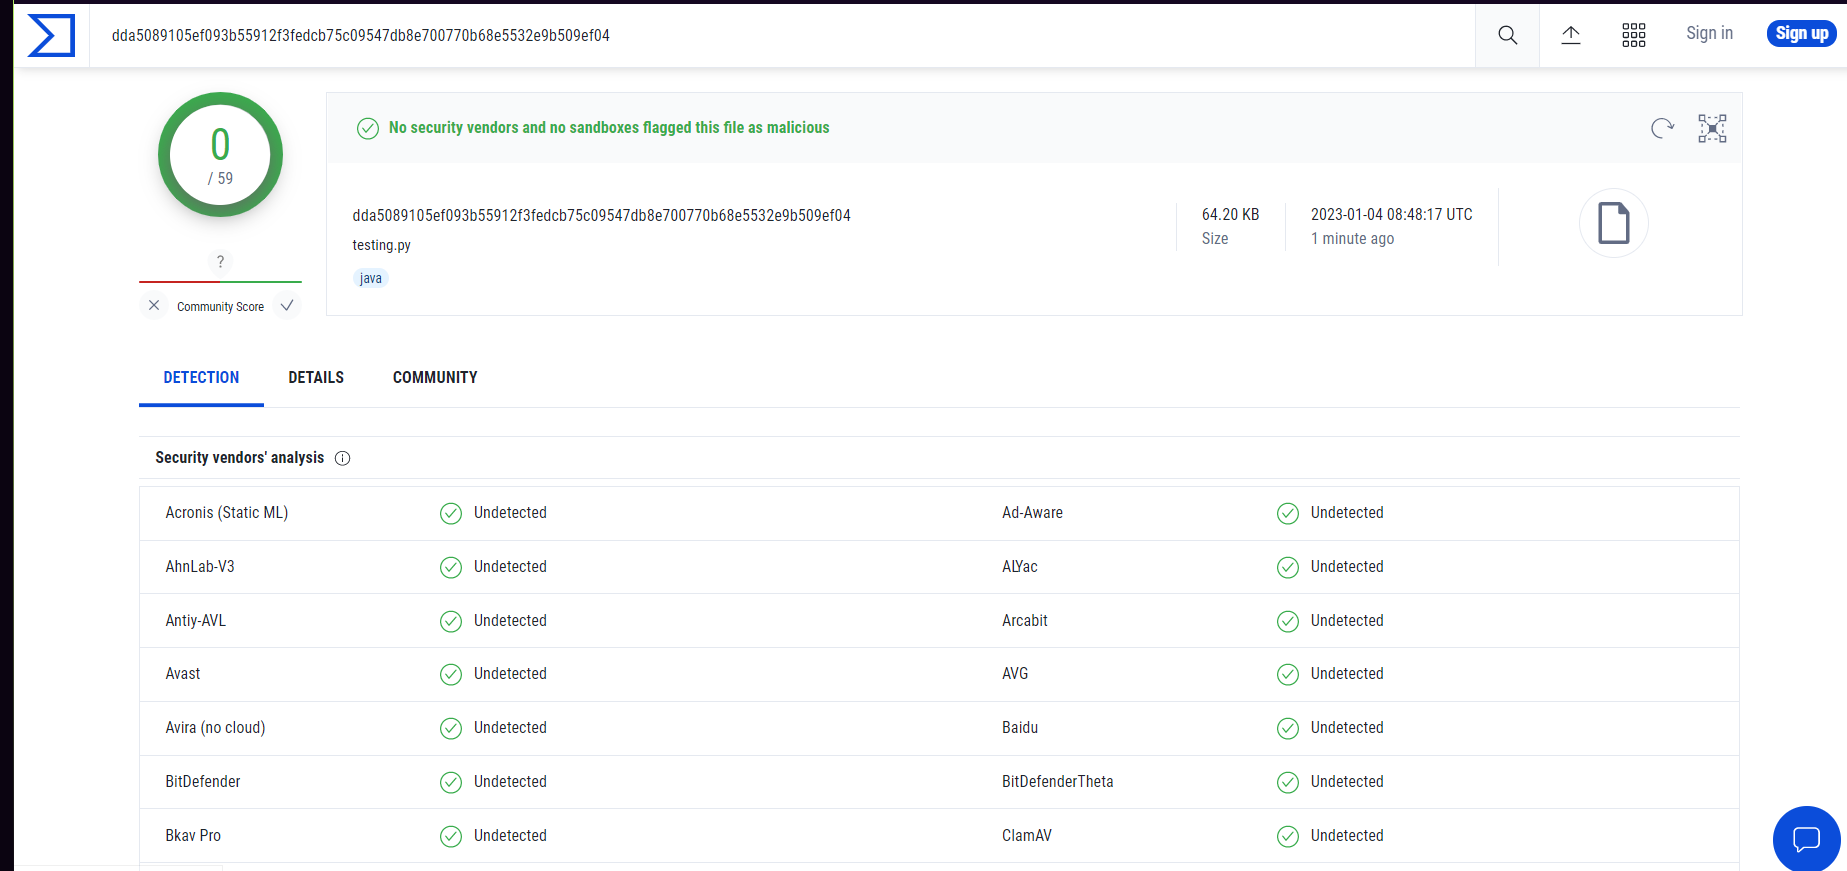 dda5089105ef093b55912f3fedcb75c09547db8e700770b68e5532e9b509ef04
Sign in
Sign up
0
/ 59
No security vendors and no sandboxes flagged this file as malicious
dda5089105ef093b55912f3fedcb75c09547db8e700770b68e5532e9b509ef04
testing.py
java
64.20 KB
Size
2023-01-04 08:48:17 UTC
1 minute ago
?
Community Score
DETECTION DETAILS COMMUNITY
Security vendors' analysis
Acronis (Static ML) Undetected Ad-Aware Undetected
AhnLab-V3 Undetected ALYac Undetected
Antiy-AVL Undetected Arcabit Undetected
Avast Undetected AVG Undetected
Avira (no cloud) Undetected Baidu Undetected
BitDefender Undetected BitDefenderTheta Undetected
Bkav Pro Undetected ClamAV Undetected